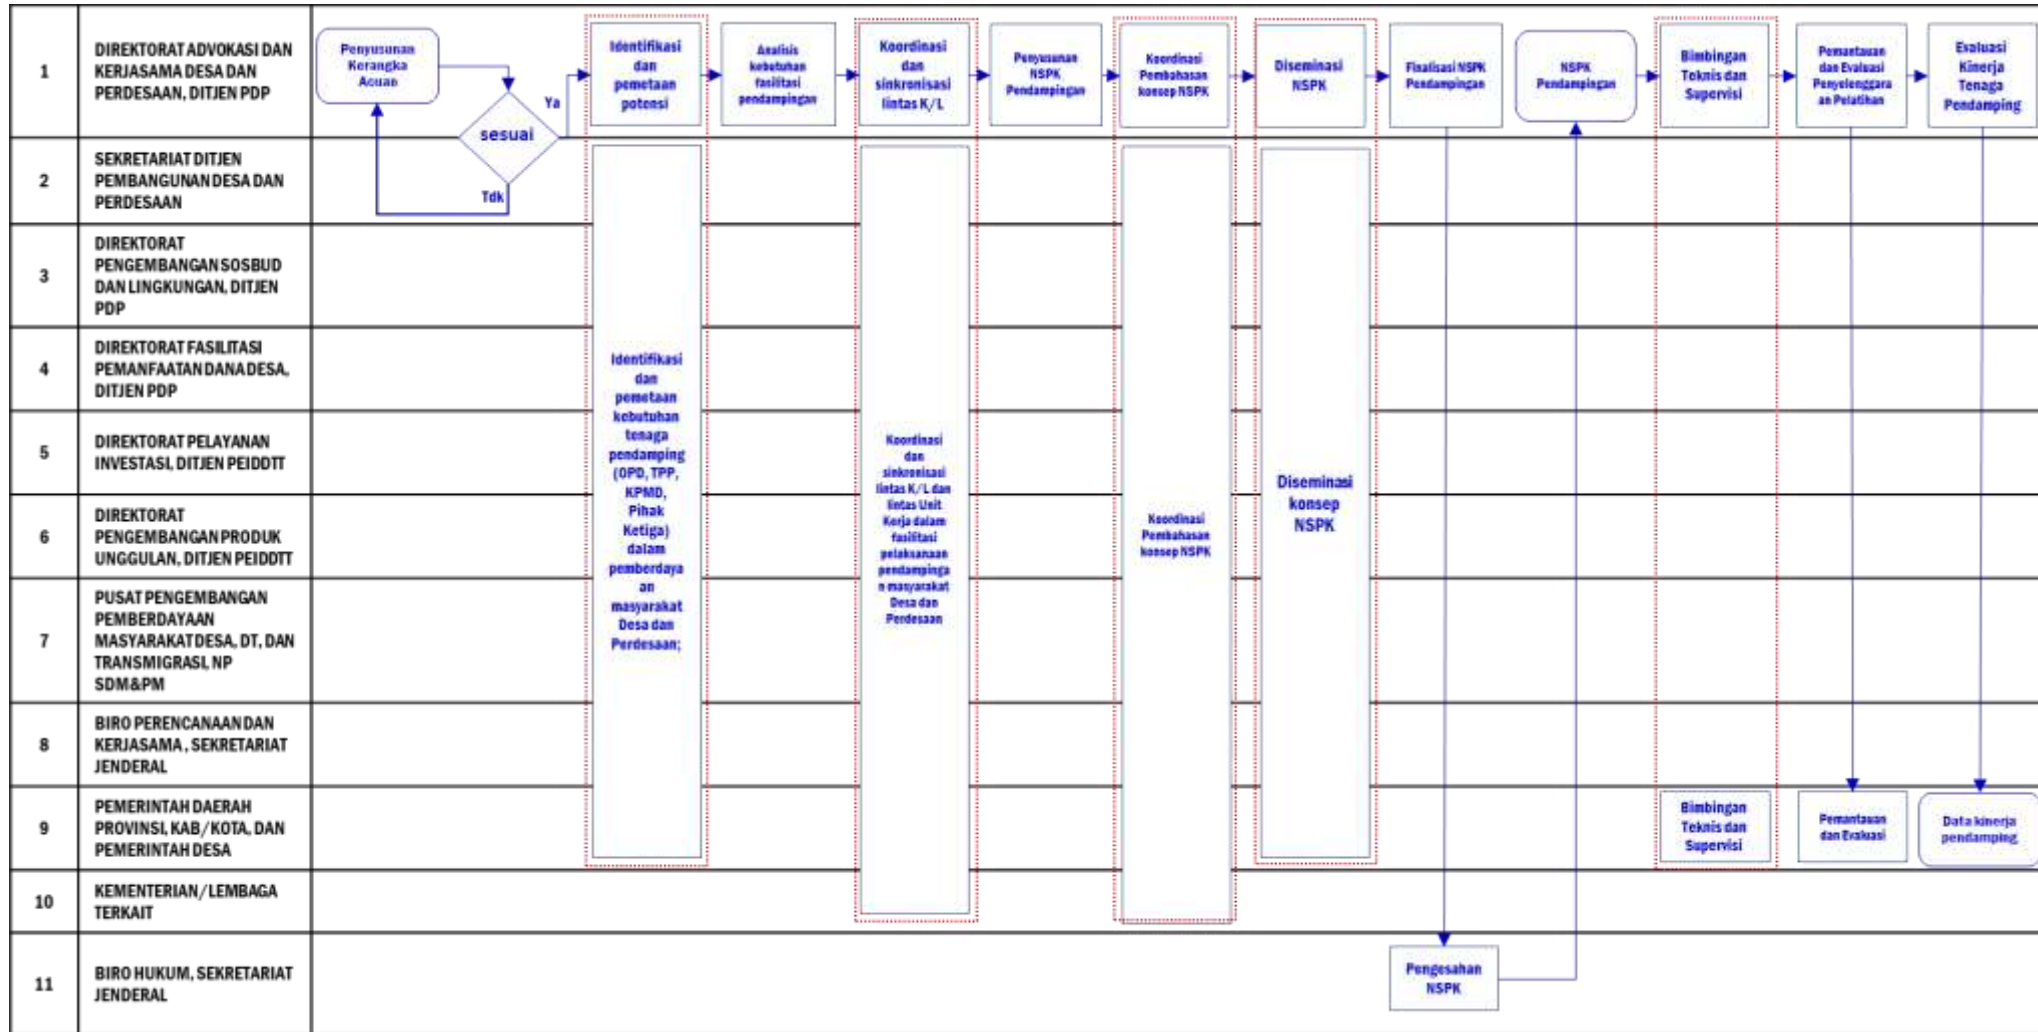 1
DIREKTORAT ADVOKASI DAN
KERJASAMA DESA DAN
PERDESAAN, DITJEN PDP
Penyusunan
Kerangka
Acuan
sesuai
Ya
Tdk
Identifikasi
dan
pemetaan
potensi
Analisis
kebutuhan
fasilitasi
pendampingan
Koordinasi
dan
sinkronisasi
lintas K/L
Penyusunan
NSPK
Pendampingan
Koordinasi
Pembahasan
konsep NSPK
Diseminasi
NSPK
Finalisasi NSPK
Pendampingan
NSPK
Pendampingan
Bimbingan
Teknis dan
Supervisi
Pemantauan
dan Evaluasi
Penyelenggara
an Pelatihan
Evaluasi
Kinerja
Tenaga
Pendamping
2
SEKRETARIAT DITJEN
PEMBANGUNAN DESA DAN
PERDESAAN
3
DIREKTORAT
PENGEMBANGAN SOSBUD
DAN LINGKUNGAN, DITJEN
PDP
4
DIREKTORAT FASILITASI
PEMANFAATAN DANA DESA,
DITJEN PDP
5
DIREKTORAT PELAYANAN
INVESTASI, DITJEN PEIDDTT
6
DIREKTORAT
PENGEMBANGAN PRODUK
UNGGULAN, DITJEN PEIDDTT
7
PUSAT PENGEMBANGAN
PEMBERDAYAAN
MASYARAKAT DESA, DT, DAN
TRANSMIGRASI, NP
SDM&PM
8
BIRO PERENCANAAN DAN
KERJASAMA, SEKRETARIAT
JENDERAL
9
PEMERINTAH DAERAH
PROVINSI, KAB/KOTA, DAN
PEMERINTAH DESA
10
KEMENTERIAN/LEMBAGA
TERKAIT
11
BIRO HUKUM, SEKRETARIAT
JENDERAL
Identifikasi
dan
pemetaan
kebutuhan
tenaga
pendamping
(OPD, TPP,
KPMD,
Pihak
Ketiga)
dalam
pemberdaya
an
masyarakat
Desa dan
Perdesaan;
Koordinasi
dan
sinkronisasi
lintas K/L dan
lintas Unit
Kerja dalam
fasilitasi
pelaksanaan
pendampinga
n masyarakat
Desa dan
Perdesaan
Koordinasi
Pembahasan
konsep NSPK
Diseminasi
konsep
NSPK
Bimbingan
Teknis dan
Supervisi
Pemantauan
dan Evaluasi
Data kinerja
pendamping
Pengesahan
NSPK